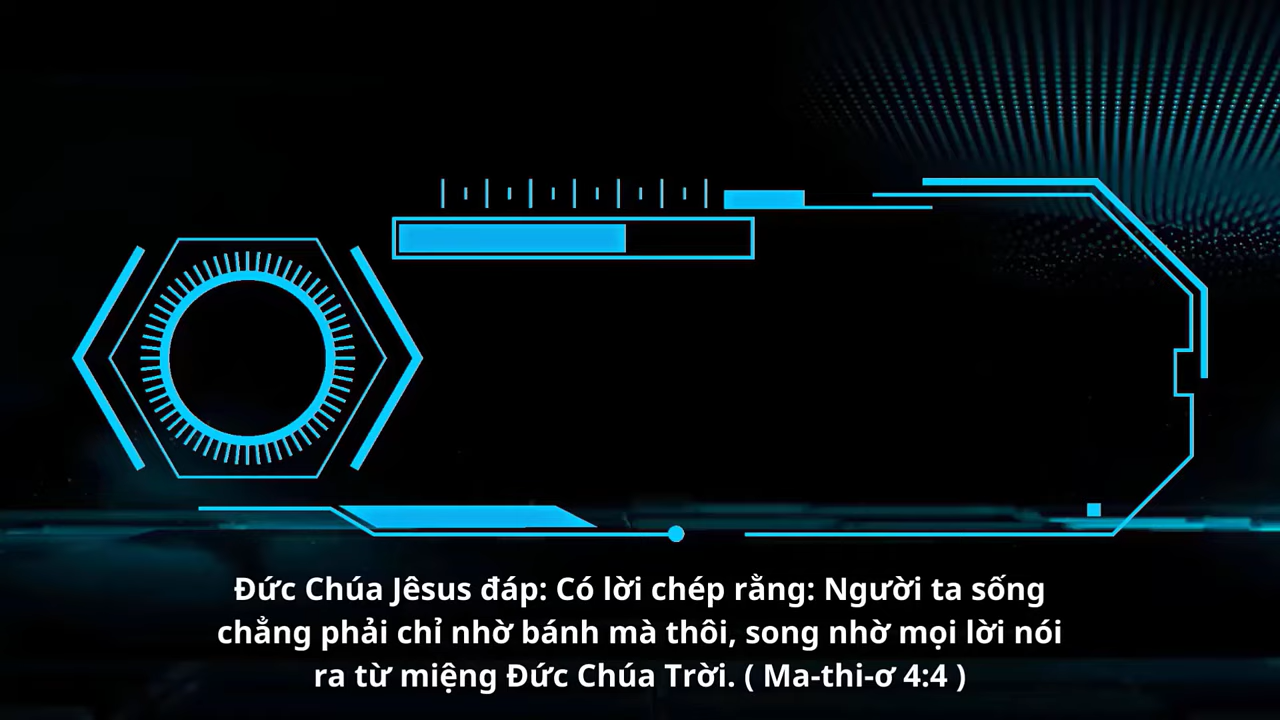 Đức Chúa Jêsus đáp: Có lời chép rằng: Người ta sống
chẳng phải chỉ nhờ bánh mà thôi, song nhờ mọi lời nói
ra từ miệng Đức Chúa Trời. ( Ma-thi-ơ 4:4 )